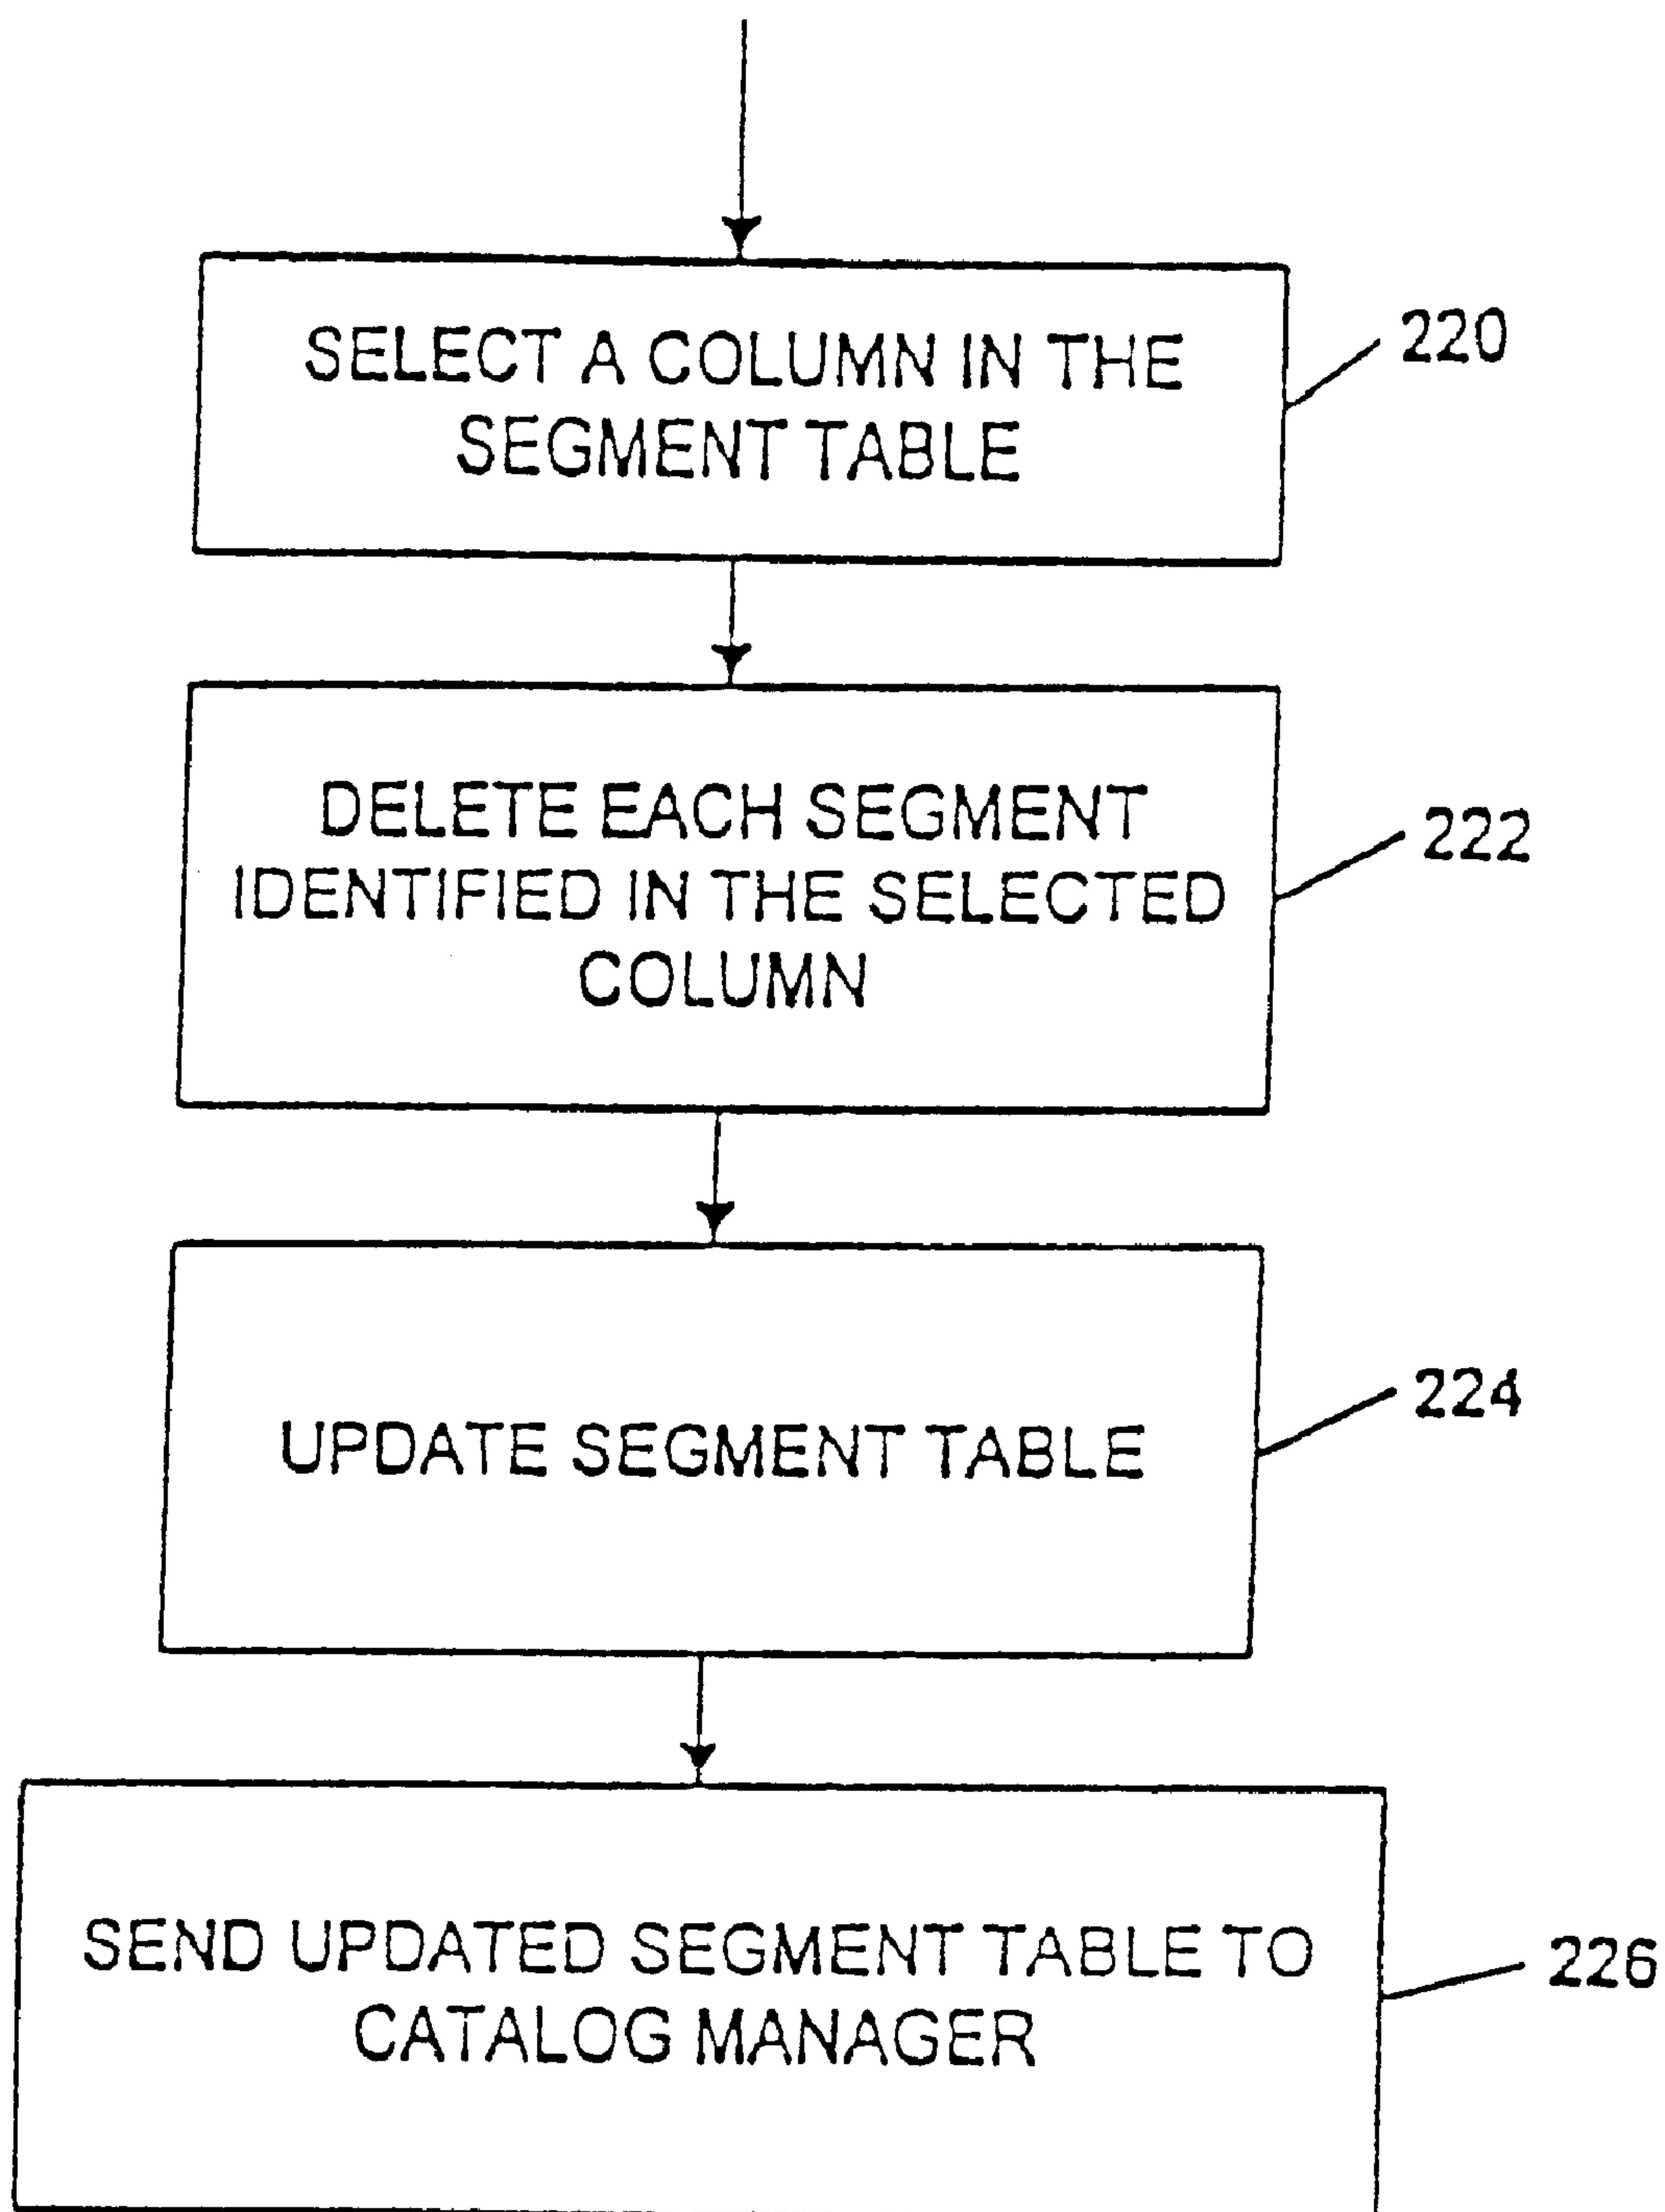 SELECT A COLUMN IN THE
SEGMENT TABLE
220
DELETE EACH SEGMENT
IDENTIFIED IN THE SELECTED
COLUMN
222
UPDATE SEGMENT TABLE
224
SEND UPDATED SEGMENT TABLE TO
CATALOG MANAGER
226